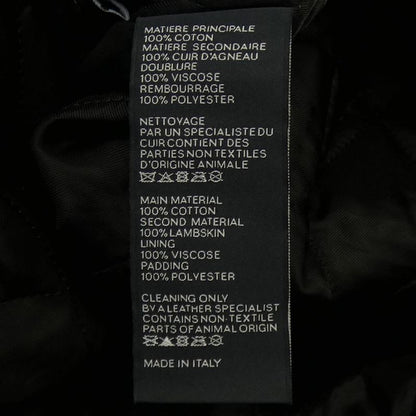 MATIERE PRINCIPALE
100% COTON
MATIERE SECONDAIRE
100% CUIR D'AGNEAU
DOUBLURE
100% VISCOSE
REMBOURRAGE
100% POLYESTER
NETTOYAGE
PAR UN SPECIALISTE DU
CUIR CONTIENT DES
PARTIES NON TEXTILES
D'ORIGINE ANIMALE
MAIN MATERIAL
100% COTTON
SECOND MATERIAL
100% LAMBSKIN
LINING
100% VISCOSE
PADDING
100% POLYESTER
CLEANING ONLY
BY A LEATHER SPECIALIST
CONTAINS NON-TEXTILE
PARTS OF ANIMAL ORIGIN
MADE IN ITALY